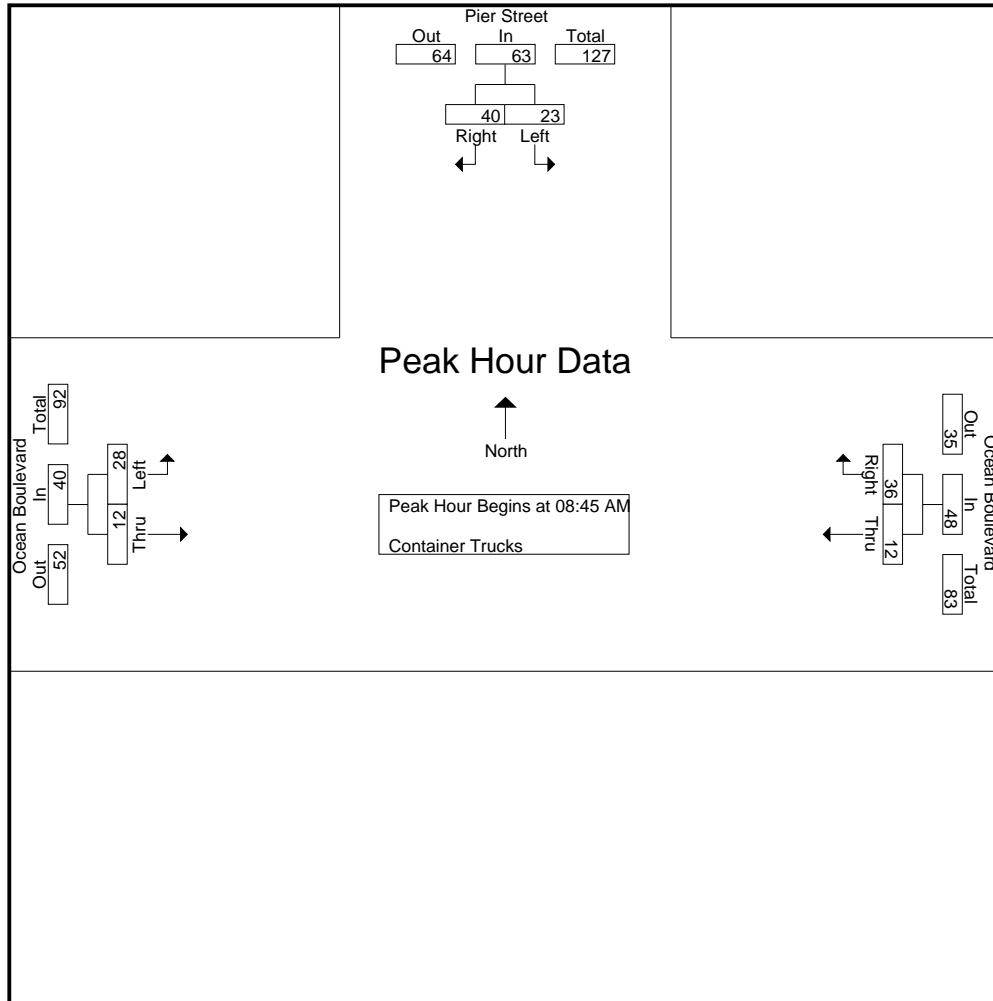 Pier Street
Out In Total
64 63 127
40 23
Right Left
Peak Hour Data
North
Peak Hour Begins at 08:45 AM
Container Trucks
Ocean Boulevard
Total In Out
92 40 52
28 12
Left Thru
Ocean Boulevard
Out In Total
35 48 83
36 12
Right Thru